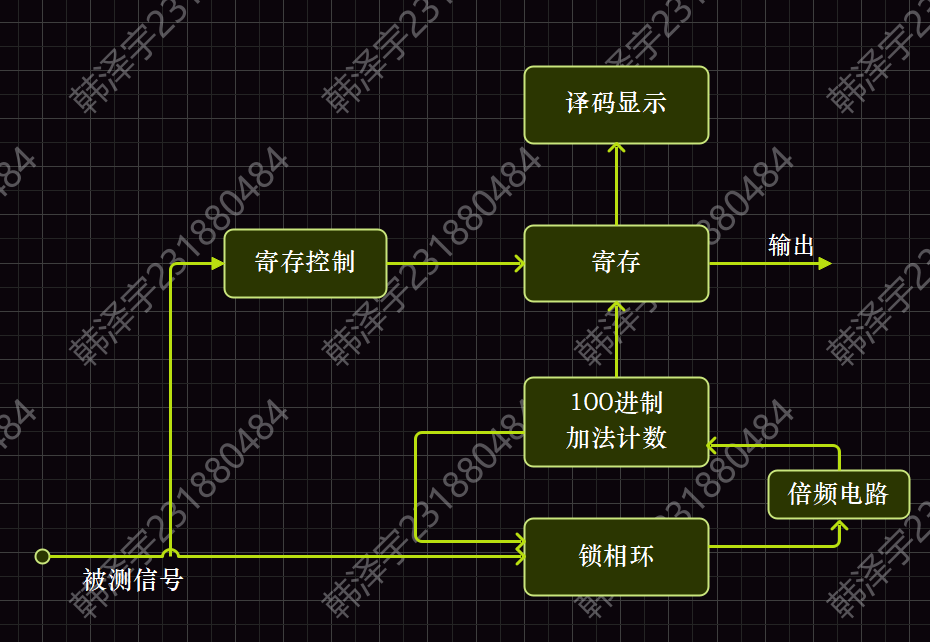 译码显示
寄存控制
寄存
输出
100进制
加法计数
倍频电路
锁相环
被测信号
韩泽宇231880484